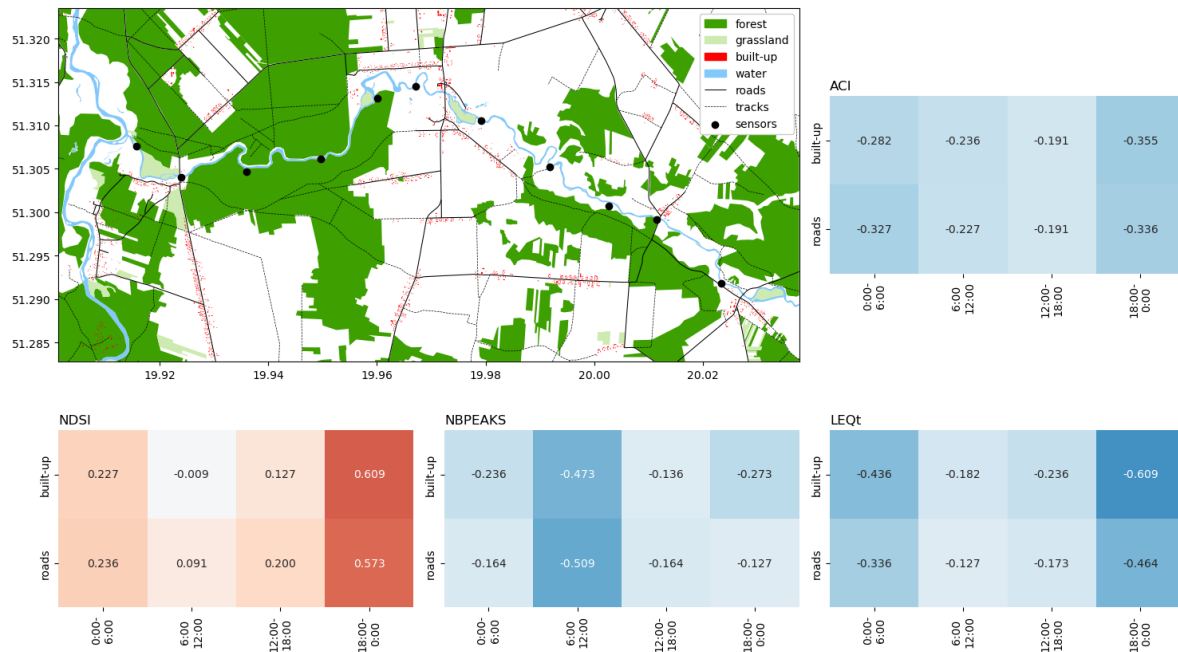 51.320
51.315
51.310
51.305
51.300
51.295
51.290
51.285
19.92 19.94 19.96 19.98 20.00 20.02
forest
grassland
built-up
water
roads
tracks
sensors
ACI
built-up
-0.282 -0.236 -0.191 -0.355
roads
-0.327 -0.227 -0.191 -0.336
0:00-
6:00
6:00-
12:00
12:00-
18:00
18:00-
0:00
NDSI
built-up
0.227 -0.009 0.127 0.609
roads
0.236 0.091 0.200 0.573
0:00-
6:00
6:00-
12:00
12:00-
18:00
18:00-
0:00
NBPEAKS
built-up
-0.236 -0.473 -0.136 -0.273
roads
-0.164 -0.509 -0.164 -0.127
0:00-
6:00
6:00-
12:00
12:00-
18:00
18:00-
0:00
LEQt
built-up
-0.436 -0.182 -0.236 -0.609
roads
-0.336 -0.127 -0.173 -0.464
0:00-
6:00
6:00-
12:00
12:00-
18:00
18:00-
0:00